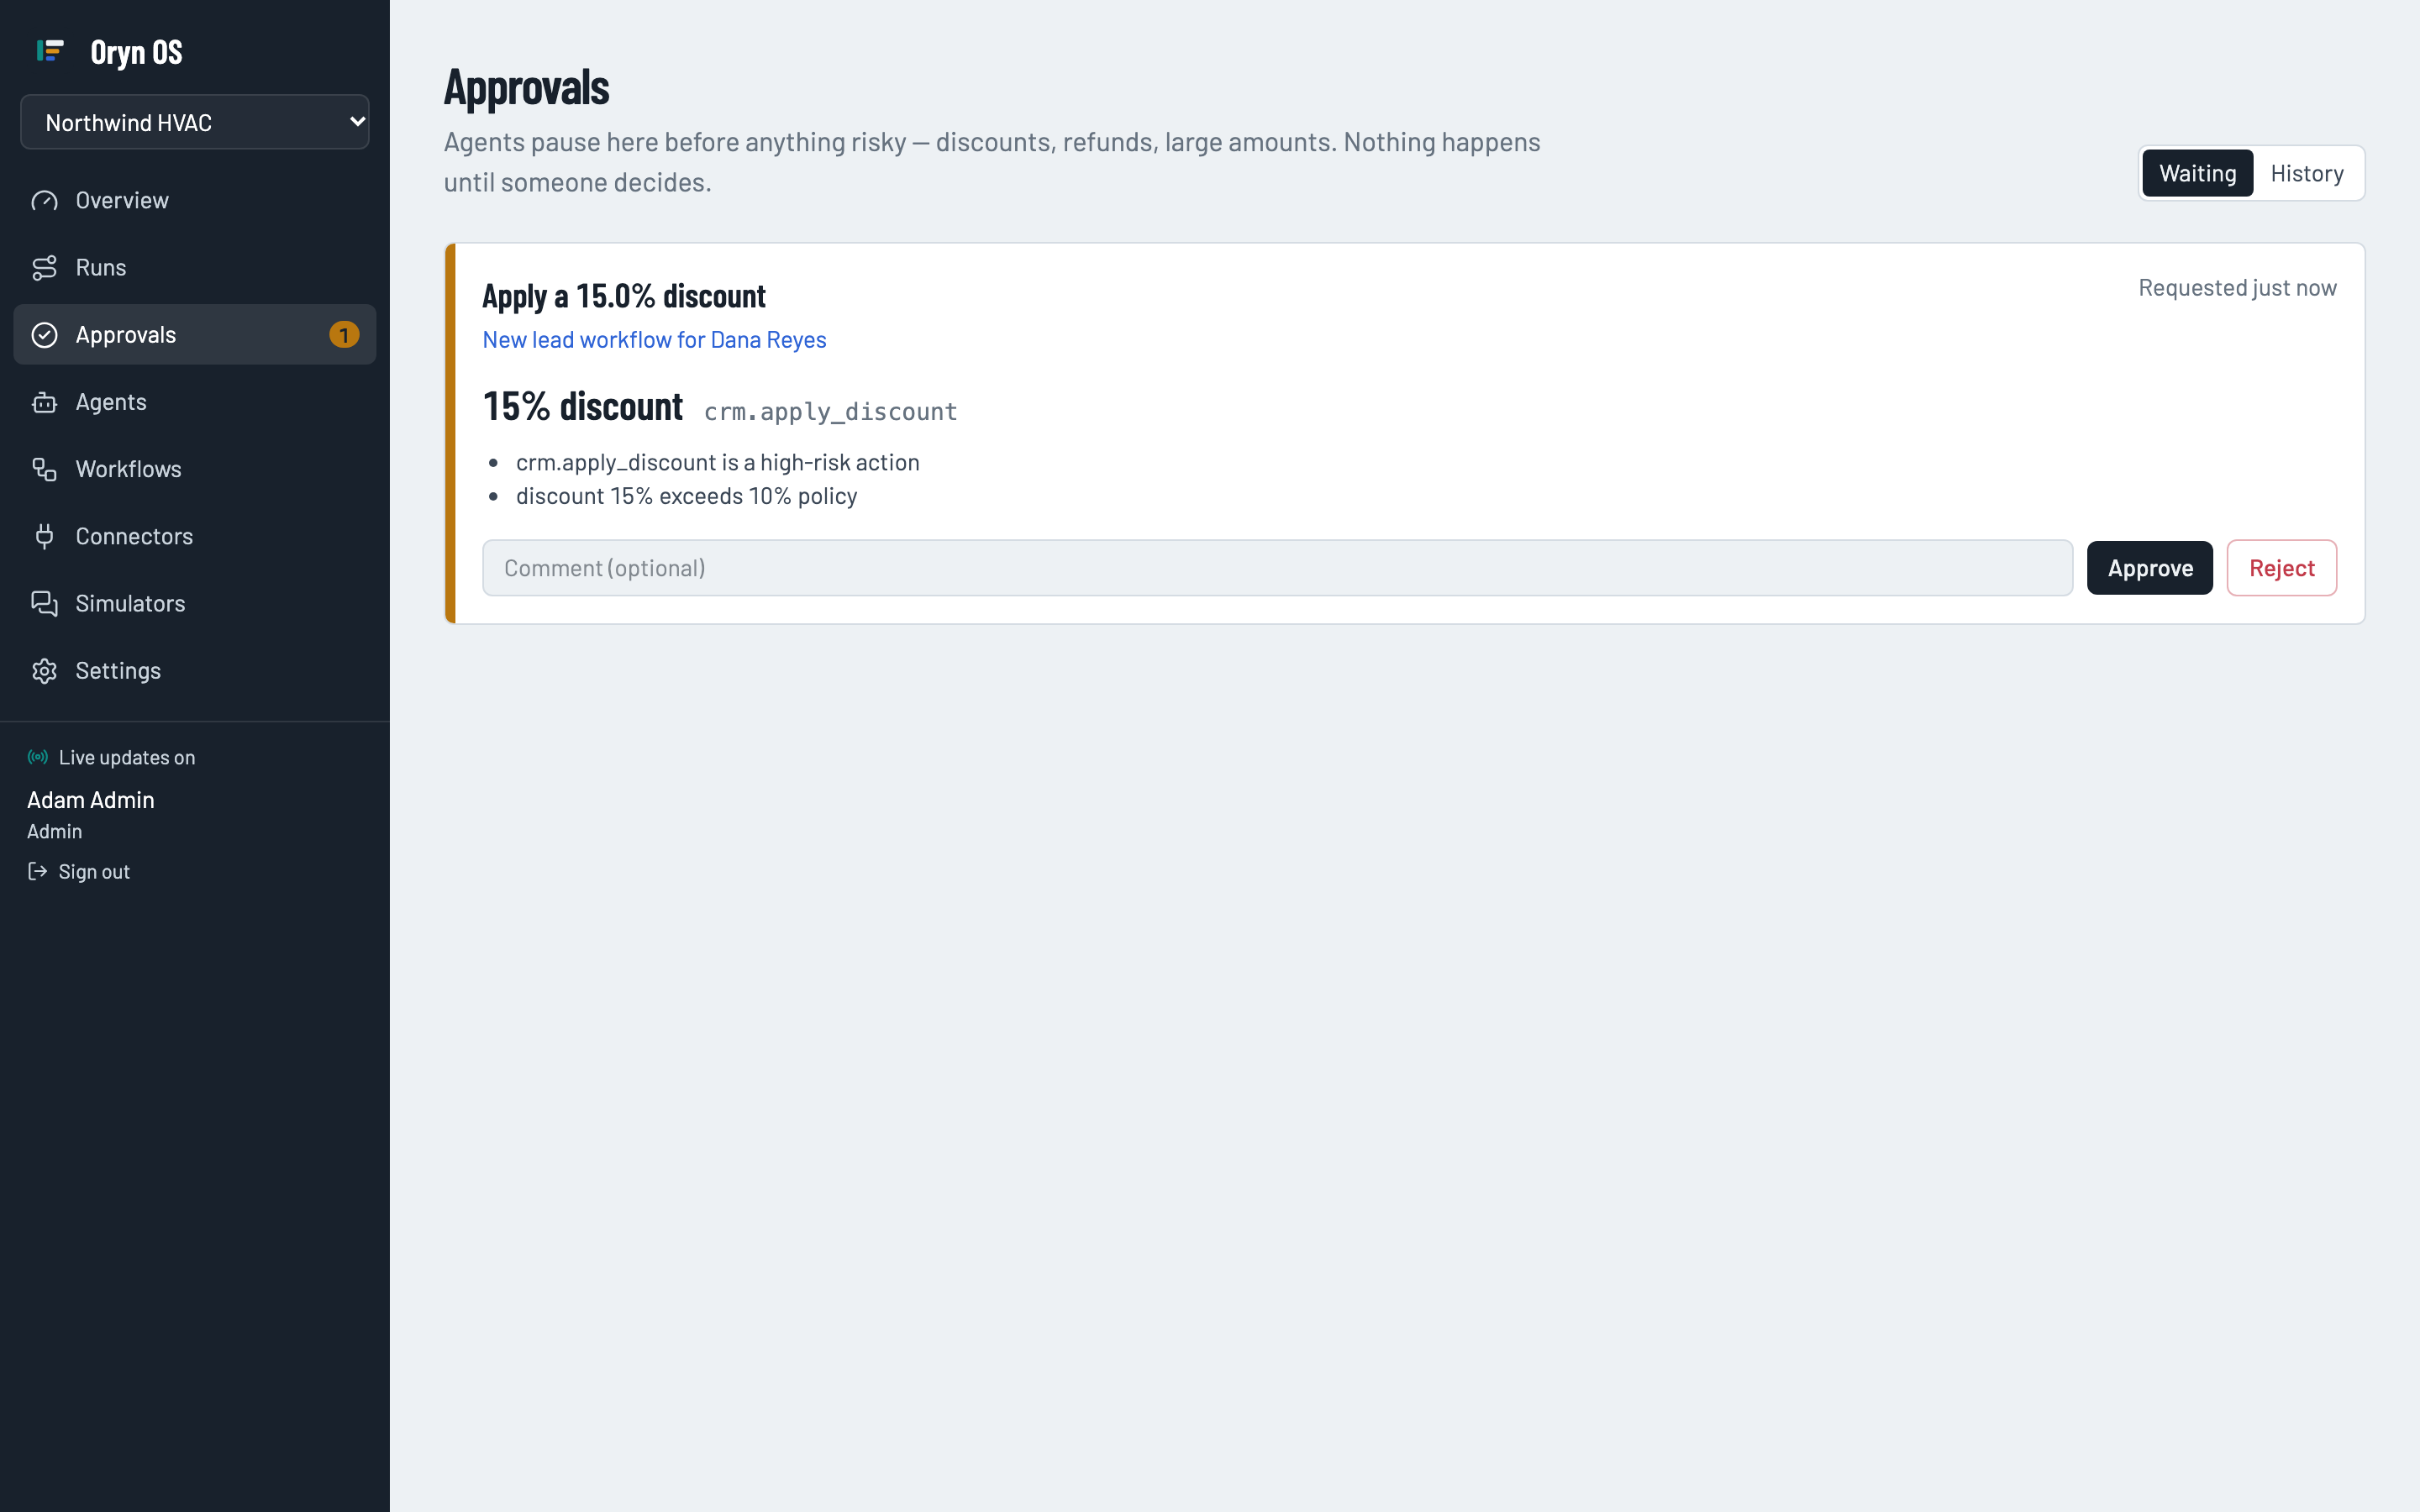 Oryn OS
Northwind HVAC
Overview
Runs
Approvals
1
Agents
Workflows
Connectors
Simulators
Settings
Live updates on
Adam Admin
Admin
Sign out
Approvals
Agents pause here before anything risky — discounts, refunds, large amounts. Nothing happens
until someone decides.
Waiting
History
Apply a 15.0% discount
Requested just now
New lead workflow for Dana Reyes
15% discount crm.apply_discount
• crm.apply_discount is a high-risk action
• discount 15% exceeds 10% policy
Comment (optional)
Approve
Reject